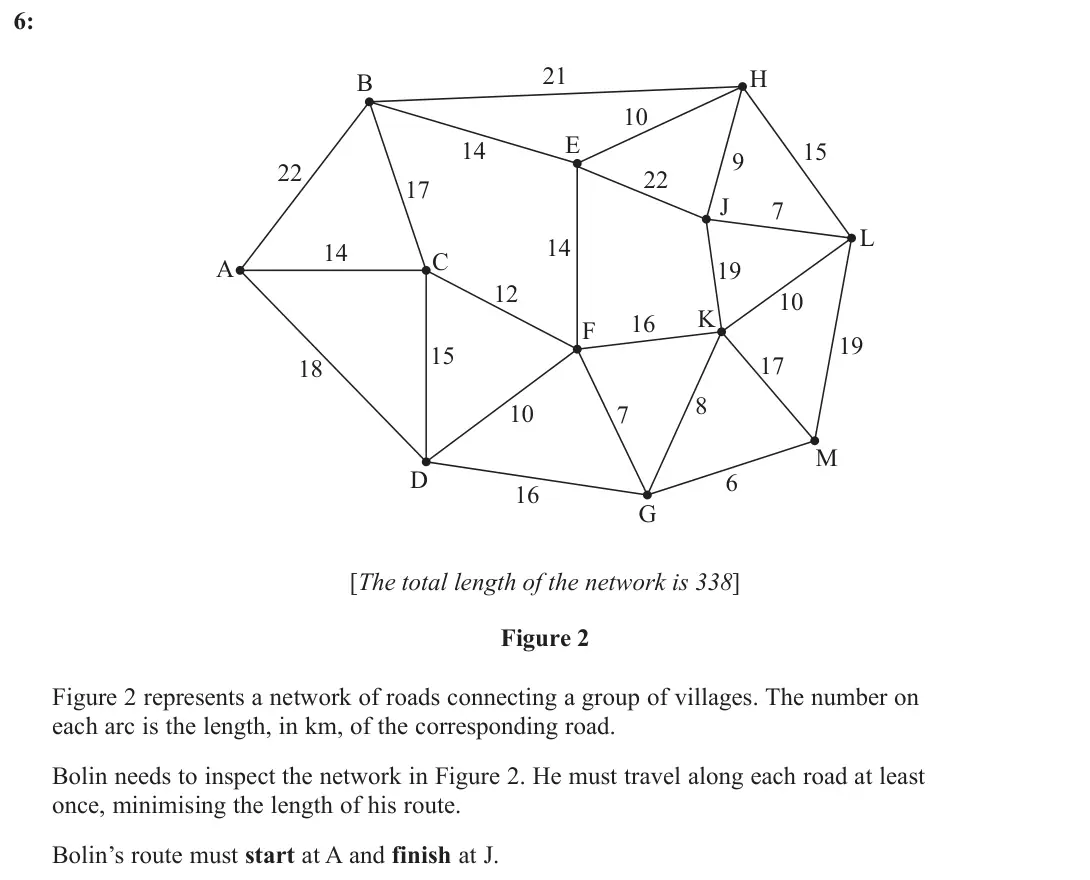 6:
B
21
H
10
E
14
15
22
9
22
17
J
7
L
A
14
C
14
19
12
10
F
16
K
18
15
17
19
10
7
8
M
D
16
6
G
[The total length of the network is 338]
Figure 2
Figure 2 represents a network of roads connecting a group of villages. The number on
each arc is the length, in km, of the corresponding road.
Bolin needs to inspect the network in Figure 2. He must travel along each road at least
once, minimising the length of his route.
Bolin’s route must start at A and finish at J.